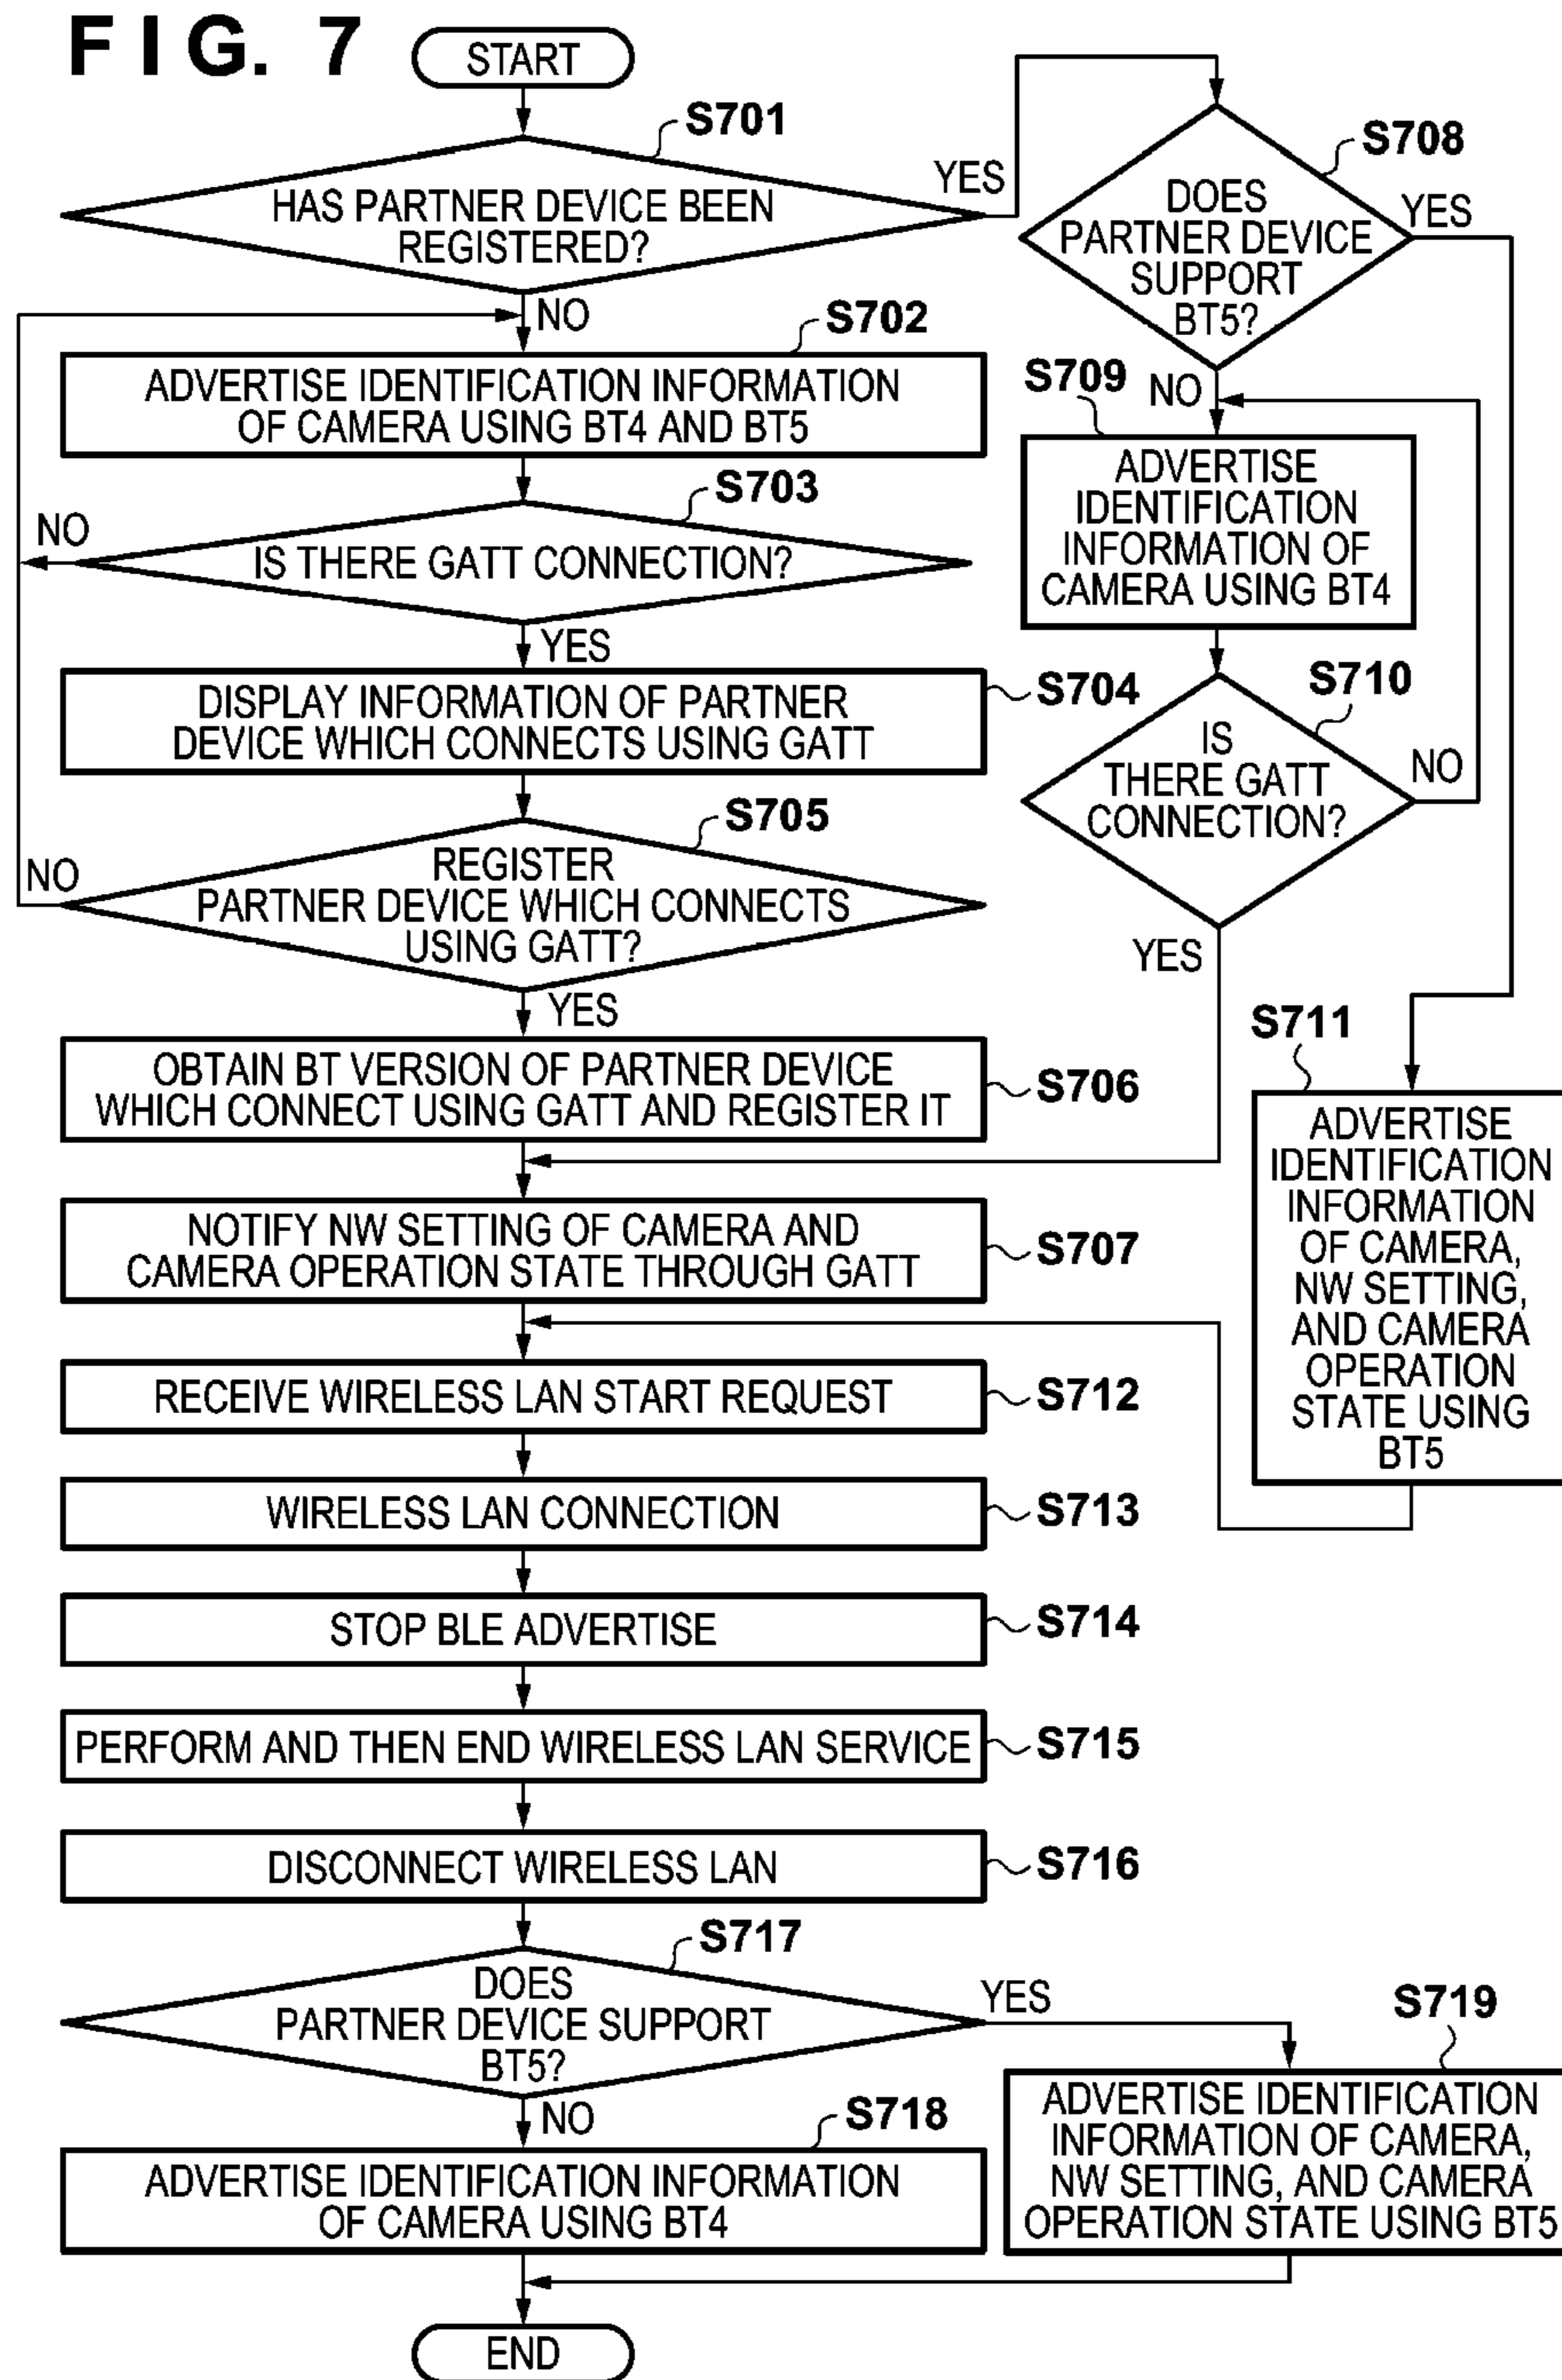 FIG. 7
START
S701
HAS PARTNER DEVICE BEEN
REGISTERED?
YES
NO
S702
ADVERTISE IDENTIFICATION INFORMATION
OF CAMERA USING BT4 AND BT5
S703
NO
IS THERE GATT CONNECTION?
YES
DISPLAY INFORMATION OF PARTNER
DEVICE WHICH CONNECTS USING GATT
S704
S705
NO
REGISTER
PARTNER DEVICE WHICH CONNECTS
USING GATT?
YES
OBTAIN BT VERSION OF PARTNER DEVICE
WHICH CONNECT USING GATT AND REGISTER IT
S706
NOTIFY NW SETTING OF CAMERA AND
CAMERA OPERATION STATE THROUGH GATT
S707
S708
DOES
PARTNER DEVICE
SUPPORT
BT5?
YES
NO
S709
ADVERTISE
IDENTIFICATION
INFORMATION OF
CAMERA USING BT4
S710
IS
THERE GATT
CONNECTION?
NO
YES
S711
ADVERTISE
IDENTIFICATION
INFORMATION
OF CAMERA,
NW SETTING,
AND CAMERA
OPERATION
STATE USING
BT5
RECEIVE WIRELESS LAN START REQUEST
S712
WIRELESS LAN CONNECTION
S713
STOP BLE ADVERTISE
S714
PERFORM AND THEN END WIRELESS LAN SERVICE
S715
DISCONNECT WIRELESS LAN
S716
S717
DOES
PARTNER DEVICE SUPPORT
BT5?
YES
NO
S718
ADVERTISE IDENTIFICATION INFORMATION
OF CAMERA USING BT4
S719
ADVERTISE IDENTIFICATION
INFORMATION OF CAMERA,
NW SETTING, AND CAMERA
OPERATION STATE USING BT5
END